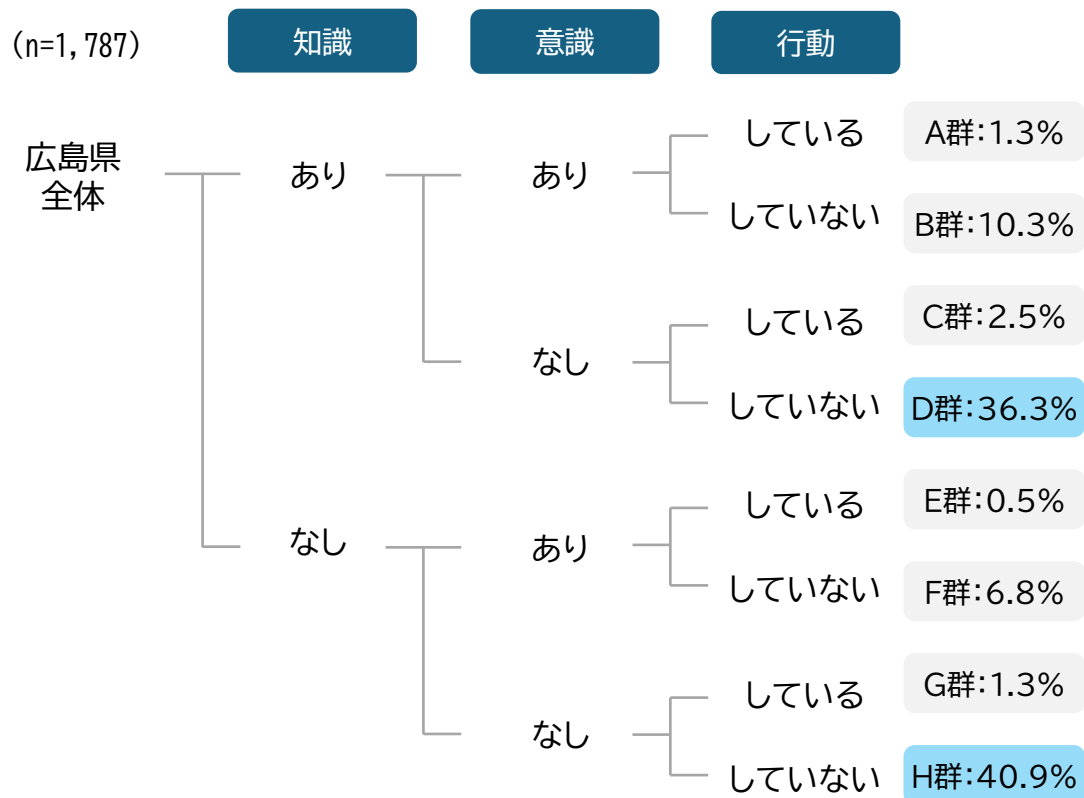 (n=1,787)
知識
意識
行動
広島県
全体
あり
あり
している
A群:1.3%
していない
B群:10.3%
なし
している
C群:2.5%
していない
D群:36.3%
なし
あり
している
E群:0.5%
していない
F群:6.8%
なし
している
G群:1.3%
していない
H群:40.9%